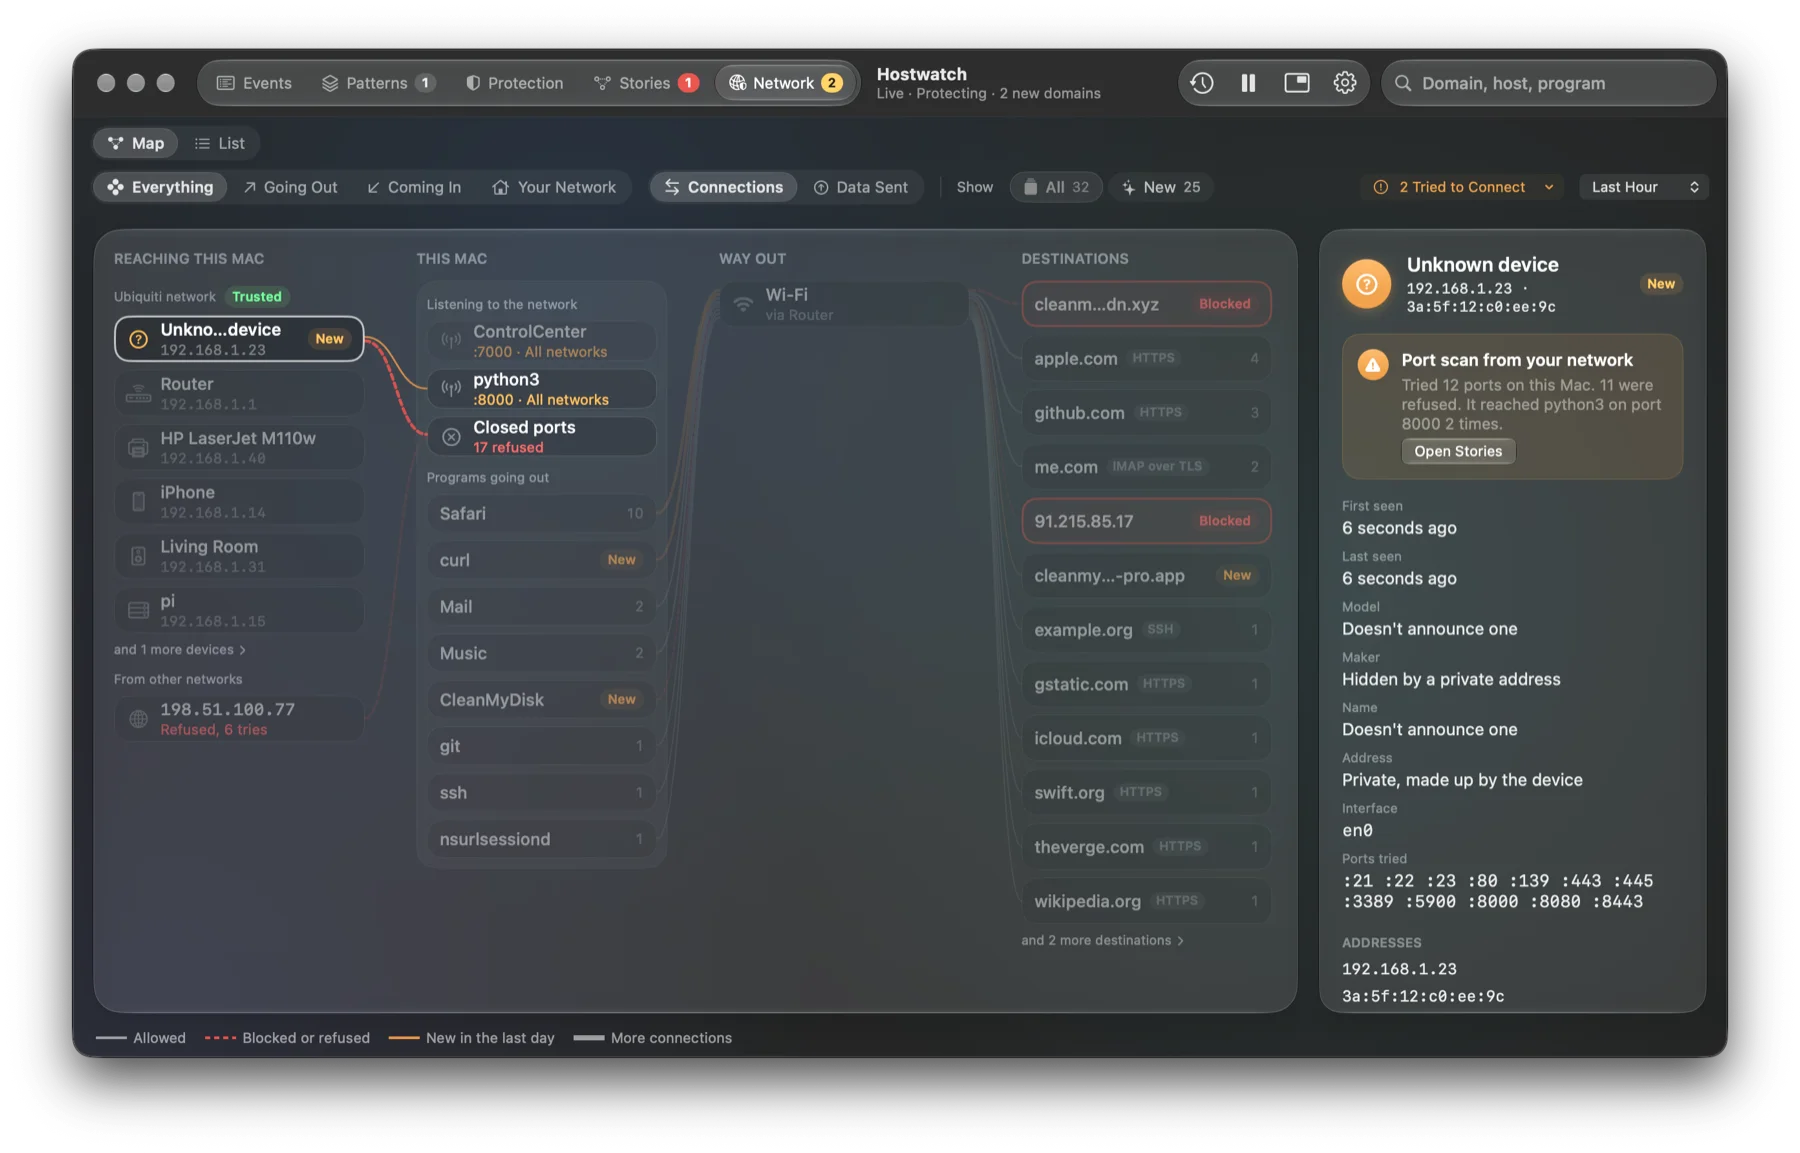 Events
Patterns 1
Protection
Stories 1
Network 2
Hostwatch
Live · Protecting · 2 new domains
Domain, host, program
Map
List
Everything
Going Out
Coming In
Your Network
Connections
Data Sent
Show
All 32
New 25
2 Tried to Connect
Last Hour
REACHING THIS MAC
Ubiquiti network Trusted
Unkno...device New
192.168.1.23
Router
192.168.1.1
HP LaserJet M110w
192.168.1.40
iPhone
192.168.1.14
Living Room
192.168.1.31
pi
192.168.1.15
and 1 more devices >
From other networks
198.51.100.77
Refused, 6 tries
THIS MAC
Listening to the network
ControlCenter
:7000 · All networks
python3
:8000 · All networks
Closed ports
17 refused
Programs going out
Safari 10
curl New
Mail 2
Music 2
CleanMyDisk New
git 1
ssh 1
nsurlsessiond 1
WAY OUT
Wi-Fi
via Router
DESTINATIONS
cleanm...dn.xyz Blocked
apple.com HTTPS 4
github.com HTTPS 3
me.com IMAP over TLS 2
91.215.85.17 Blocked
cleanmy...-pro.app New
example.org SSH 1
gstatic.com HTTPS 1
icloud.com HTTPS 1
swift.org HTTPS 1
theverge.com HTTPS 1
wikipedia.org HTTPS 1
and 2 more destinations >
Unknown device
192.168.1.23 ·
3a:5f:12:c0:ee:9c
New
Port scan from your network
Tried 12 ports on this Mac. 11 were
refused. It reached python3 on port
8000 2 times.
Open Stories
First seen
6 seconds ago
Last seen
6 seconds ago
Model
Doesn't announce one
Maker
Hidden by a private address
Name
Doesn't announce one
Address
Private, made up by the device
Interface
en0
Ports tried
:21 :22 :23 :80 :139 :443 :445
:3389 :5900 :8000 :8080 :8443
ADDRESSES
192.168.1.23
3a:5f:12:c0:ee:9c
Allowed
Blocked or refused
New in the last day
More connections